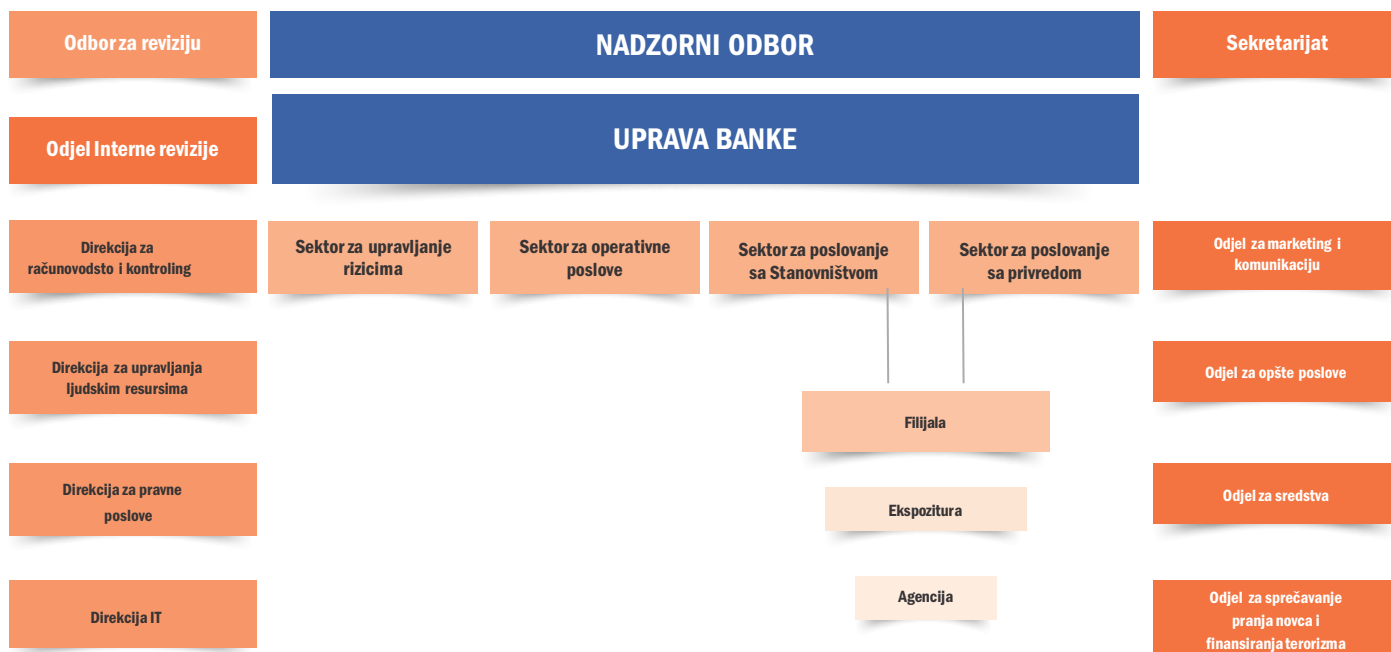 Odbor za reviziju
NADZORNI ODBOR
Sekretarijat
Odjel Interne revizije
UPRAVA BANKE
Direkcija za
računovodsto i kontroling
Sektor za upravljanje
rizicima
Sektor za operativne
poslove
Sektor za poslovanje
sa Stanovništvom
Sektor za poslovanje
sa privredom
Odjel za marketing i
komunikaciju
Direkcija za upravljanja
ljudskim resursima
Odjel za opšte poslove
Filijala
Direkcija za pravne
poslove
Ekspozitura
Odjel za sredstva
Direkcija IT
Agencija
Odjel za sprečavanje
pranja novca i
finansiranja terorizma